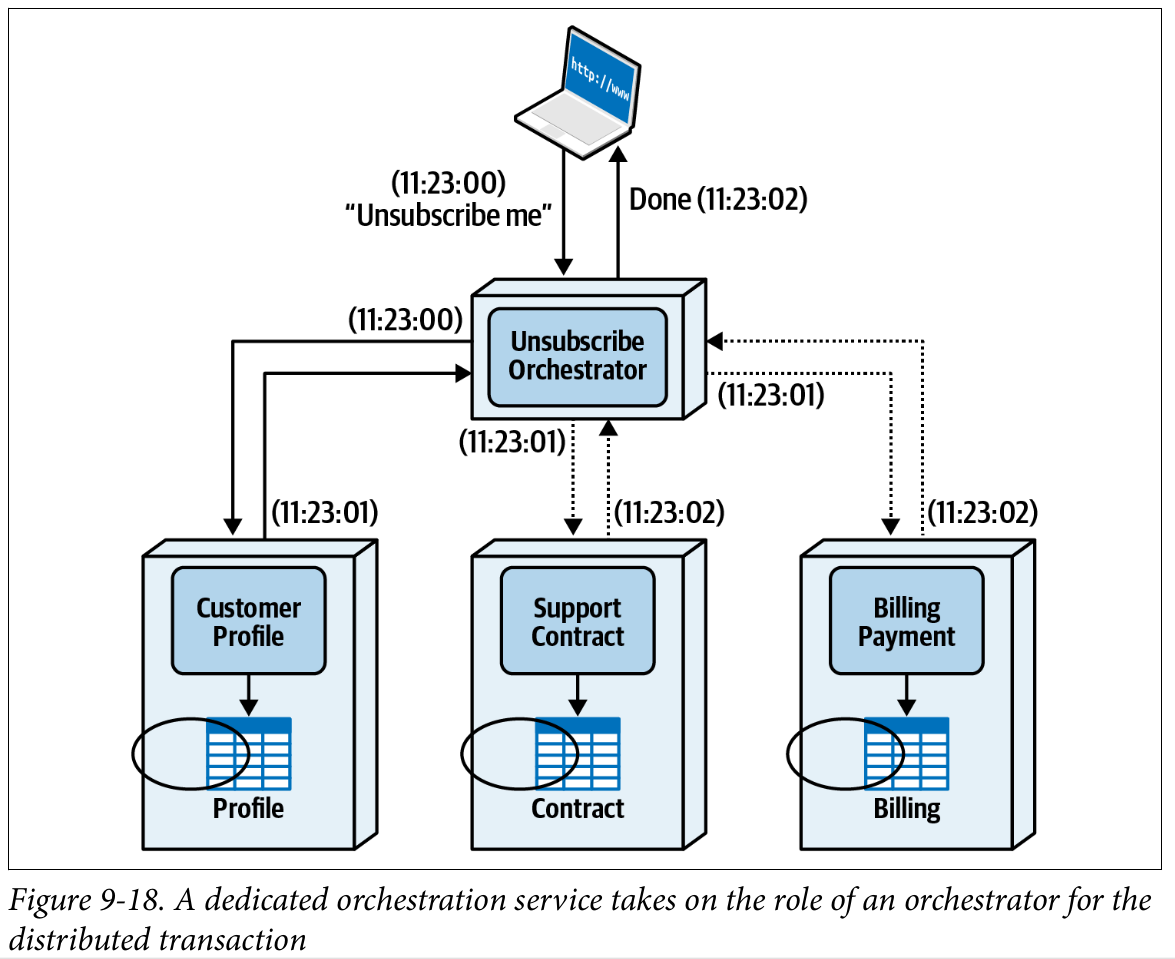 http://www
(11:23:00)
“Unsubscribe me”
Done (11:23:02)
(11:23:00)
Unsubscribe
Orchestrator
(11:23:01)
(11:23:01)
(11:23:01)
(11:23:02)
(11:23:02)
Customer
Profile
Support
Contract
Billing
Payment
Profile
Contract
Billing
Figure 9-18. A dedicated orchestration service takes on the role of an orchestrator for the
distributed transaction